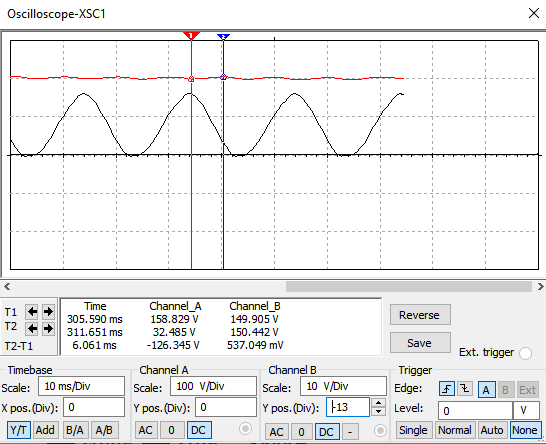 Oscilloscope-XSC1
1 2
T1
T2
T2-T1
Time Channel_A Channel_B
305.590 ms 158.829 V 149.905 V
311.651 ms 32.485 V 150.442 V
6.061 ms -126.345 V 537.049 mV
Reverse
Save
Ext. trigger
Timebase
Scale: 10 ms/Div
X pos.(Div): 0
Y/T Add B/A A/B
Channel A
Scale: 100 V/Div
Y pos.(Div): 0
AC 0 DC
Channel B
Scale: 10 V/Div
Y pos.(Div): -13
AC 0 DC -
Trigger
Edge: A B Ext
Level: 0 V
Single Normal Auto None